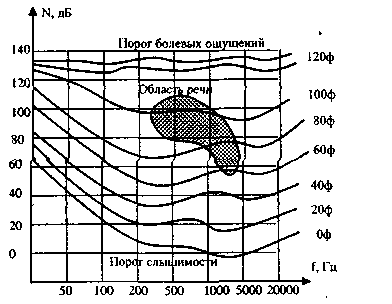 N, дБ
140
Порог болевых ощущений
120ф
120
Область речи
100ф
100
80ф
80
60ф
60
40ф
40
20ф
20
0ф
0
Порог слышимости
f, Гц
50 100 200 500 1000 5000 20000